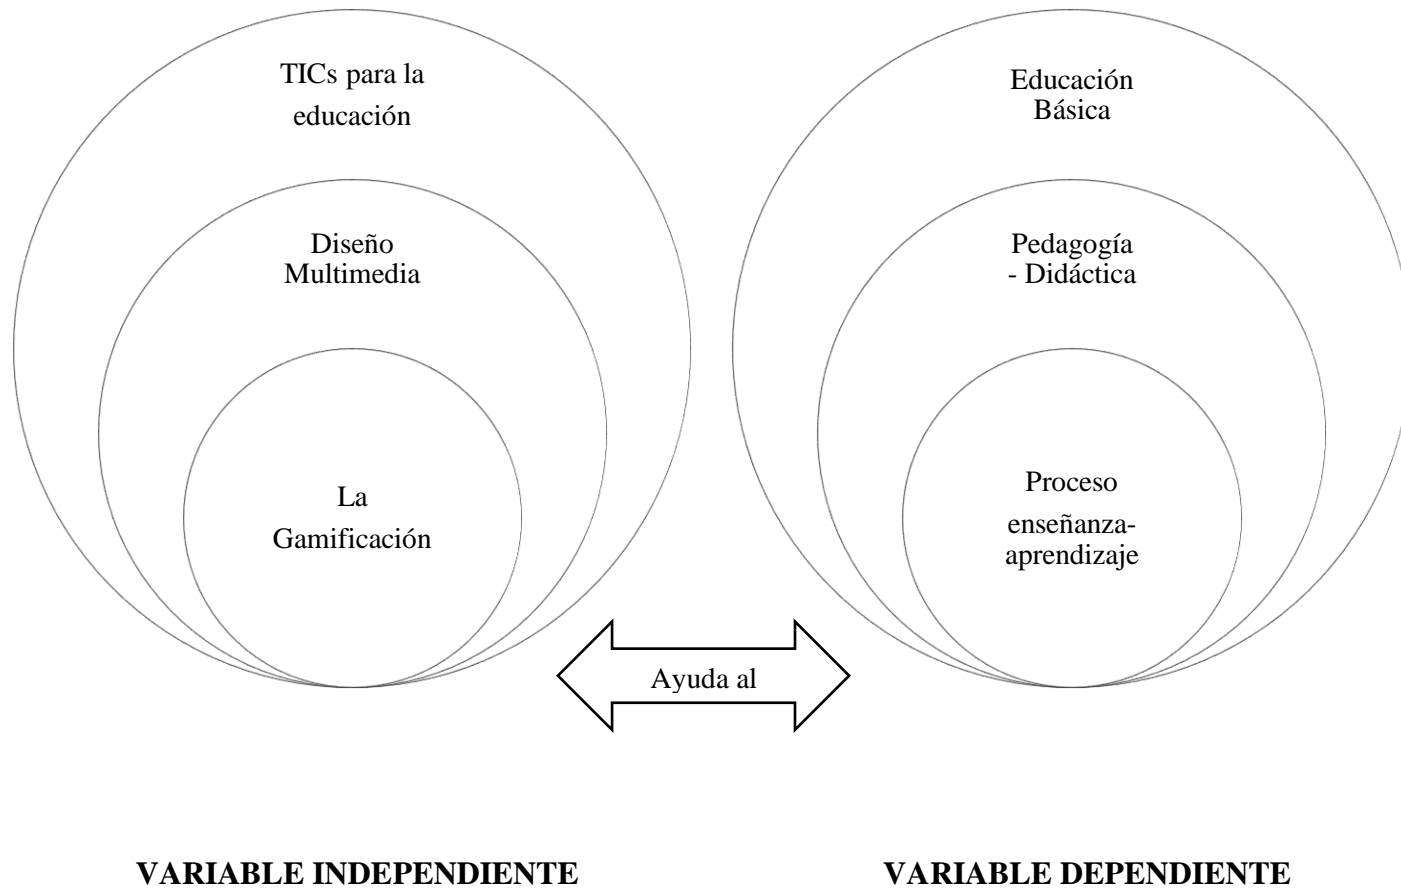 TICs para la
educación
Diseño
Multimedia
La
Gamificación
Educación
Básica
Pedagogía
- Didáctica
Proceso
enseñanza-
aprendizaje
Ayuda al
VARIABLE INDEPENDIENTE
VARIABLE DEPENDIENTE